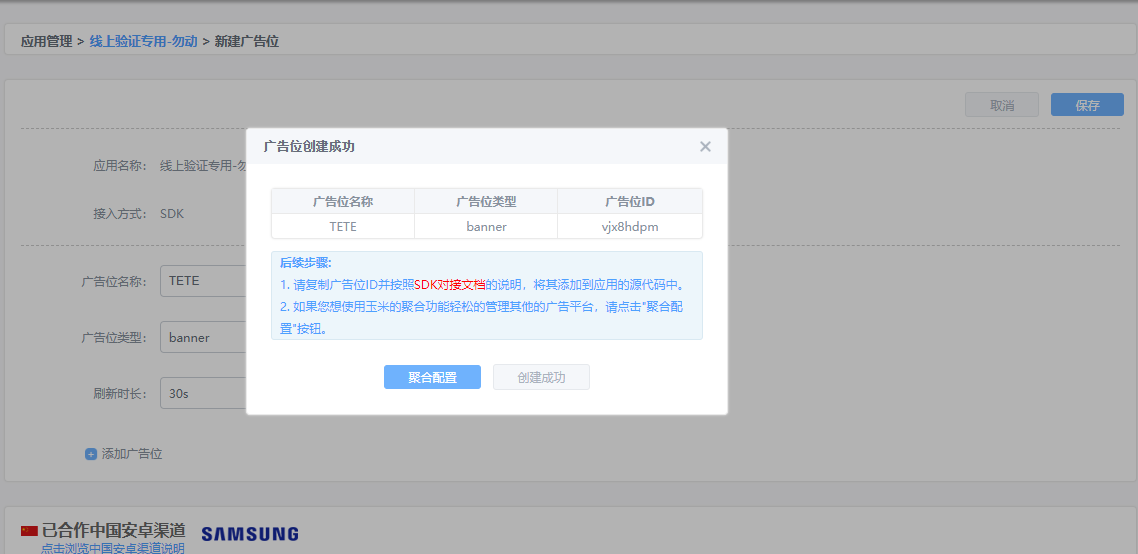 应用管理 > 线上验证专用-勿动 > 新建广告位
取消
保存
广告位创建成功
应用名称: 线上验证专用-勿
接入方式: SDK
广告位名称 广告位类型 广告位ID
TETE banner vjx8hdpm
后续步骤:
1. 请复制广告位ID并按照SDK对接文档的说明，将其添加到应用的源代码中。
2. 如果您想使用玉米的聚合功能轻松的管理其他的广告平台，请点击"聚合配
置"按钮。
广告位名称: TETE
广告位类型: banner
刷新时长: 30s
聚合配置
创建成功
添加广告位
已合作中国安卓渠道
SAMSUNG
点击浏览中国安卓渠道说明